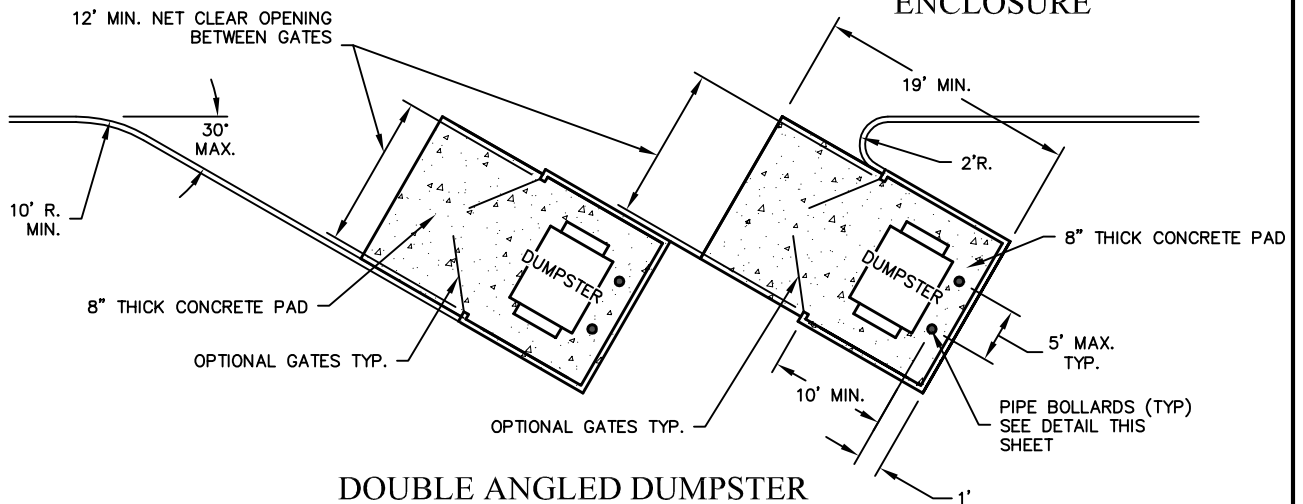 ENCLOSURE
12' MIN. NET CLEAR OPENING
BETWEEN GATES
19' MIN.
30°
MAX.
2'R.
10' R.
MIN.
8" THICK CONCRETE PAD
DUMPSTER
DUMPSTER
8" THICK CONCRETE PAD
5' MAX.
TYP.
OPTIONAL GATES TYP.
10' MIN.
PIPE BOLLARDS (TYP)
SEE DETAIL THIS
SHEET
OPTIONAL GATES TYP.
DOUBLE ANGLED DUMPSTER
1'